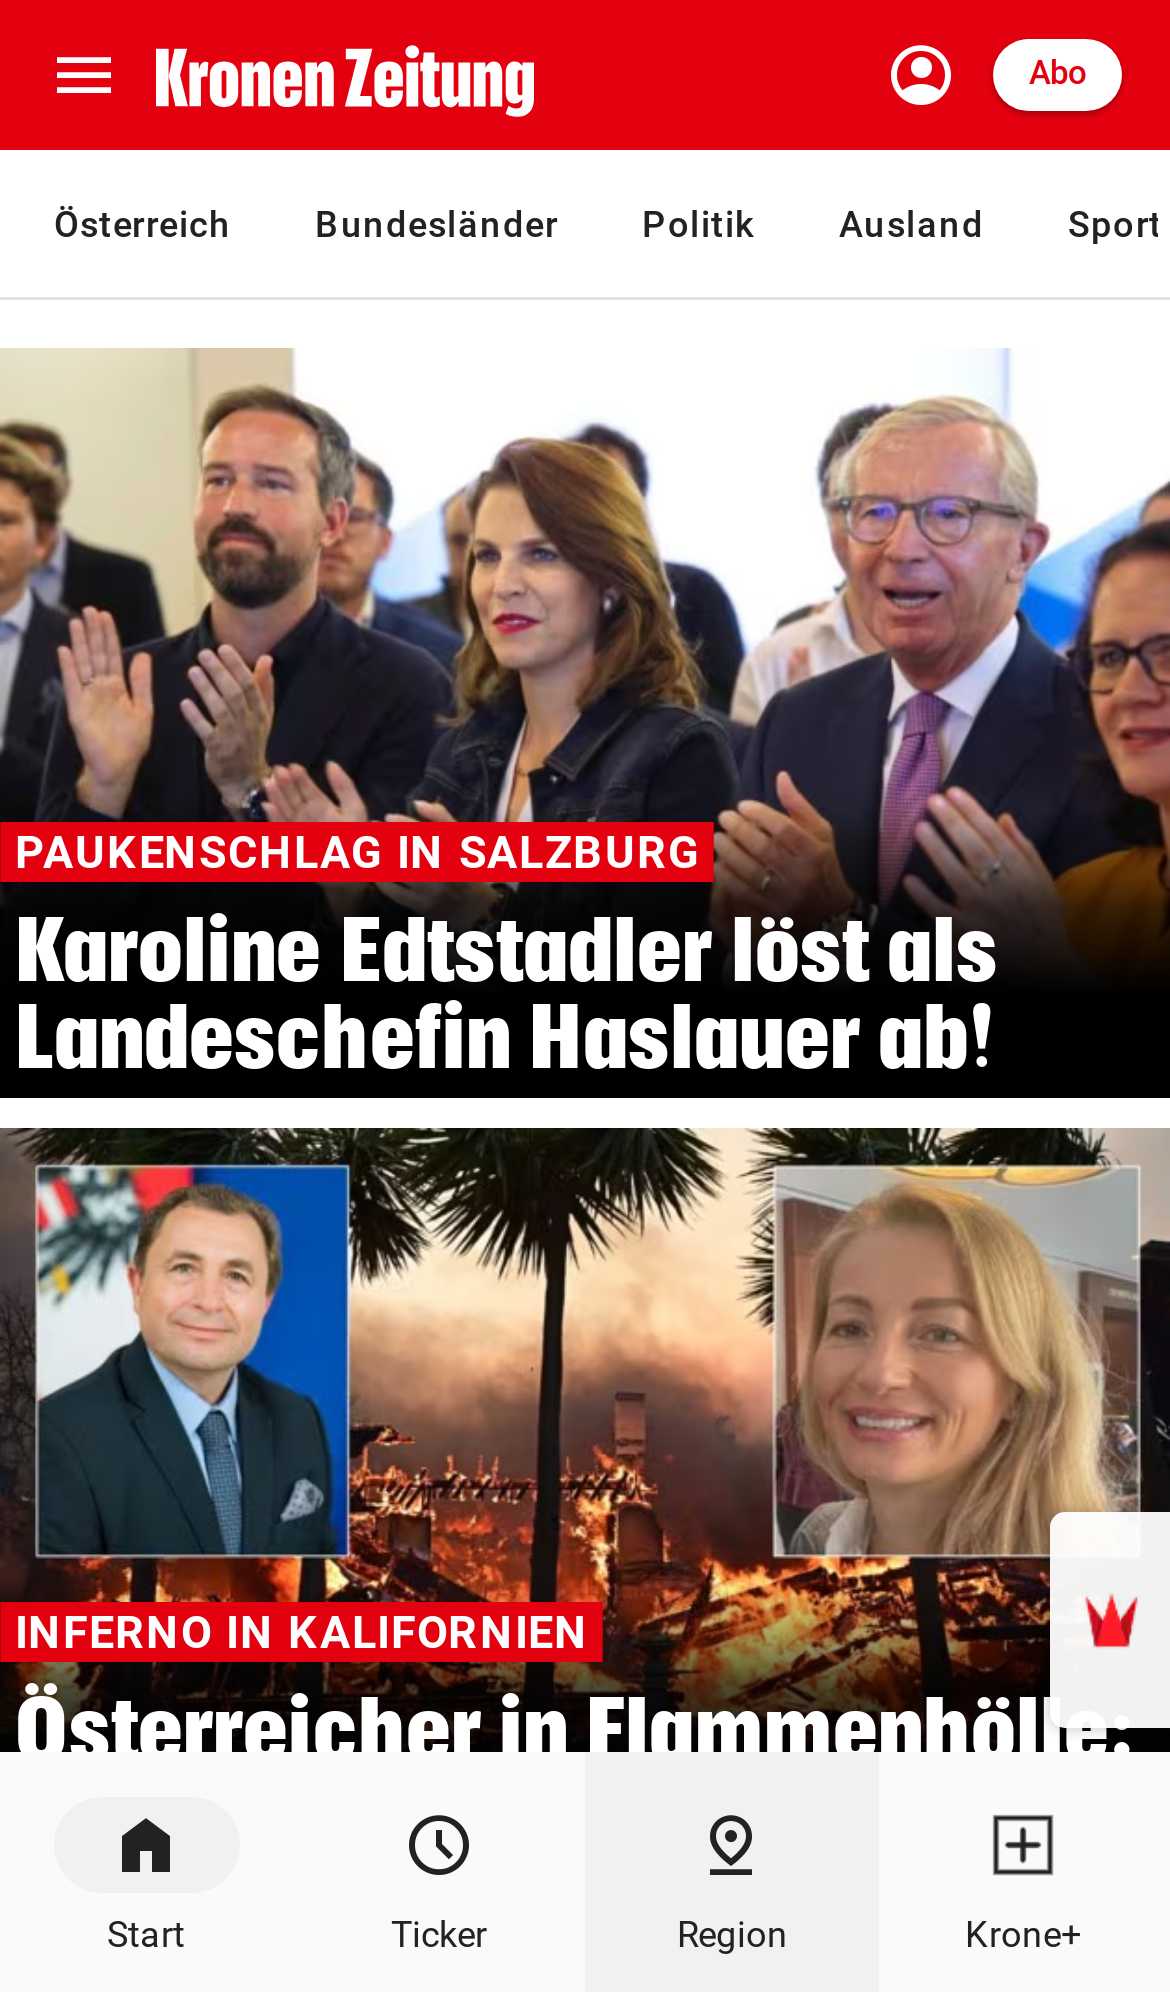 Kronen Zeitung
Abo
Österreich Bundesländer Politik Ausland Sport
PAUKENSCHLAG IN SALZBURG
Karoline Edtstadler löst als
Landeschefin Haslauer ab!
INFERNO IN KALIFORNIEN
Österreicher in Flammenhölle:
Start Ticker Region Krone+